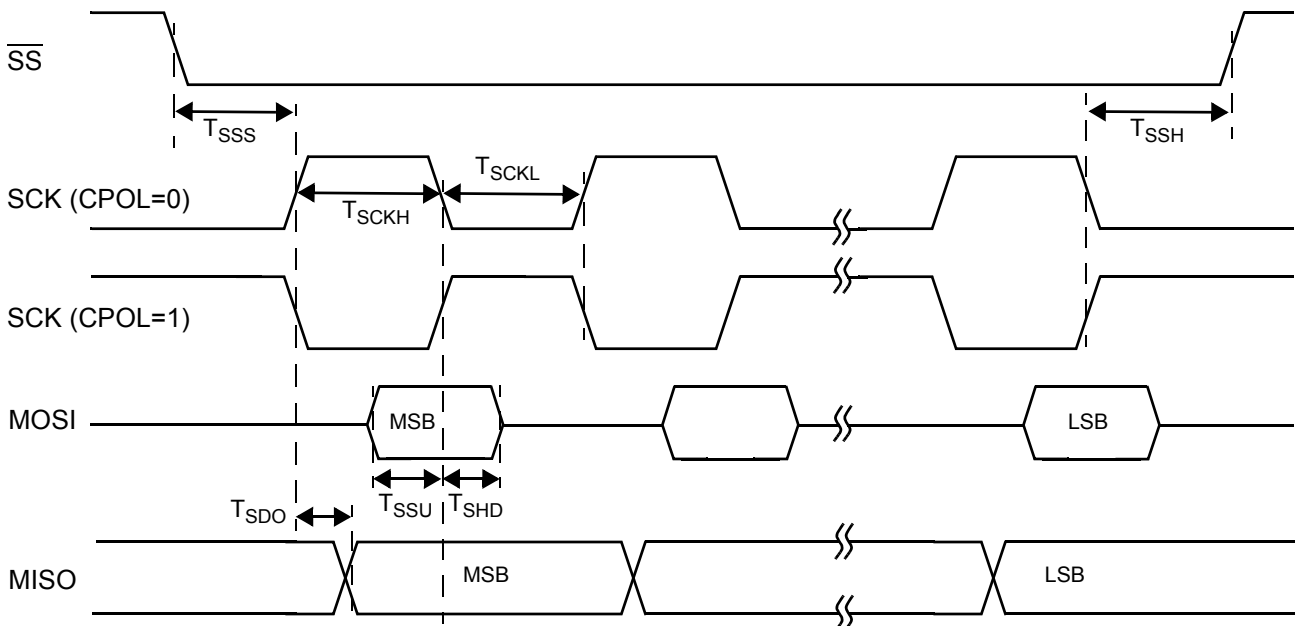 SS
TSSS
TSSH
SCK (CPOL=0)
TSCKH
TSCKL
SCK (CPOL=1)
MOSI
MSB
LSB
TSSU
TSHD
TSDO
MISO
MSB
LSB